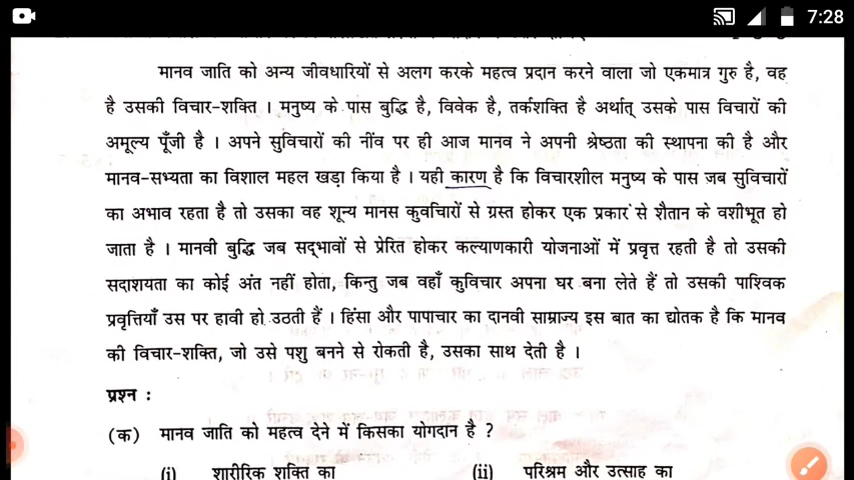 7:28
मानव जाति को अन्य जीवधारियों से अलग करके महत्व प्रदान करने वाला जो एकमात्र गुरु है, वह
है उसकी विचार-शक्ति । मनुष्य के पास बुद्धि है, विवेक है, तर्कशक्ति है अर्थात् उसके पास विचारों की
अमूल्य पूँजी है । अपने सुविचारों की नींव पर ही आज मानव ने अपनी श्रेष्ठता की स्थापना की है और
मानव-सभ्यता का विशाल महल खड़ा किया है । यही कारण है कि विचारशील मनुष्य के पास जब सुविचारों
का अभाव रहता है तो उसका वह शून्य मानस कुवचिारों से ग्रस्त होकर एक प्रकार से शैतान के वशीभूत हो
जाता है । मानवी बुद्धि जब सद्भावों से प्रेरित होकर कल्याणकारी योजनाओं में प्रवृत्त रहती है तो उसकी
सदाशयता का कोई अंत नहीं होता, किन्तु जब वहाँ कुविचार अपना घर बना लेते हैं तो उसकी पाश्विक
प्रवृत्तियाँ उस पर हावी हो उठती हैं । हिंसा और पापाचार का दानवी साम्राज्य इस बात का द्योतक है कि मानव
की विचार-शक्ति, जो उसे पशु बनने से रोकती है, उसका साथ देती है ।
प्रश्न :
(क) मानव जाति को महत्व देने में किसका योगदान है ?
(i) शारीरिक शक्ति का (ii) परिश्रम और उत्साह का